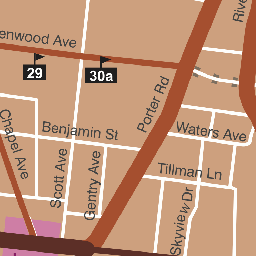 enwood Ave
Rive
29
30a
Porter Rd
Chapel Ave
Benjamin St
Waters Ave
Scott Ave
Gentry Ave
Tillman Ln
Skyview Dr